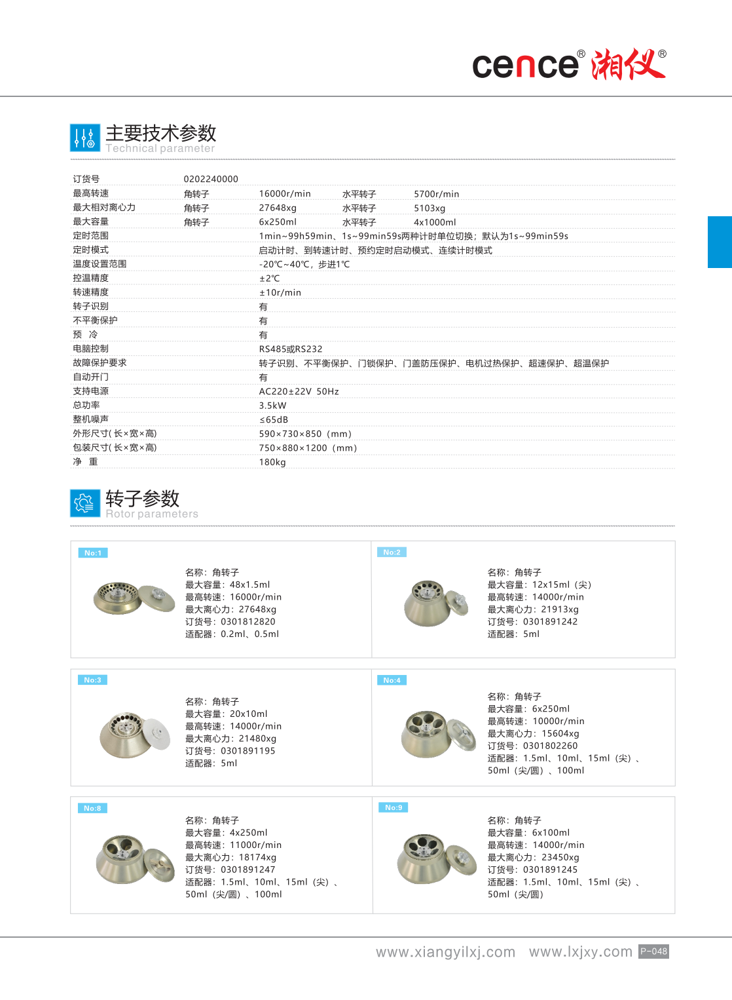 cence® 湘仪®
主要技术参数
Technical parameter
订货号 0202240000
最高转速 角转子 16000r/min 水平转子 5700r/min
最大相对离心力 角转子 27648xg 水平转子 5103xg
最大容量 角转子 6x250ml 水平转子 4x1000ml
定时范围 1min~99h59min、1s~99min59s两种计时单位切换；默认为1s~99min59s
定时模式 启动计时、到转速计时、预约定时启动模式、连续计时模式
温度设置范围 -20℃~40℃，步进1℃
控温精度 ±2℃
转速精度 ±10r/min
转子识别 有
不平衡保护 有
预 冷 有
电脑控制 RS485或RS232
故障保护要求 转子识别、不平衡保护、门锁保护、门盖防压保护、电机过热保护、超速保护、超温保护
自动开门 有
支持电源 AC220±22V 50Hz
总功率 3.5kW
整机噪声 ≤65dB
外形尺寸(长×宽×高) 590×730×850（mm）
包装尺寸(长×宽×高) 750×880×1200（mm）
净 重 180kg
转子参数
Rotor parameters
No:1
名称：角转子
最大容量：48x1.5ml
最高转速：16000r/min
最大离心力：27648xg
订货号：0301812820
适配器：0.2ml、0.5ml
No:2
名称：角转子
最大容量：12x15ml（尖）
最高转速：14000r/min
最大离心力：21913xg
订货号：0301891242
适配器：5ml
No:3
名称：角转子
最大容量：20x10ml
最高转速：14000r/min
最大离心力：21480xg
订货号：0301891195
适配器：5ml
No:4
名称：角转子
最大容量：6x250ml
最高转速：10000r/min
最大离心力：15604xg
订货号：0301802260
适配器：1.5ml、10ml、15ml（尖）、
50ml（尖/圆）、100ml
No:8
名称：角转子
最大容量：4x250ml
最高转速：11000r/min
最大离心力：18174xg
订货号：0301891247
适配器：1.5ml、10ml、15ml（尖）、
50ml（尖/圆）、100ml
No:9
名称：角转子
最大容量：6x100ml
最高转速：14000r/min
最大离心力：23450xg
订货号：0301891245
适配器：1.5ml、10ml、15ml（尖）、
50ml（尖/圆）
www.xiangyilxj.com www.lxjxy.com P-048